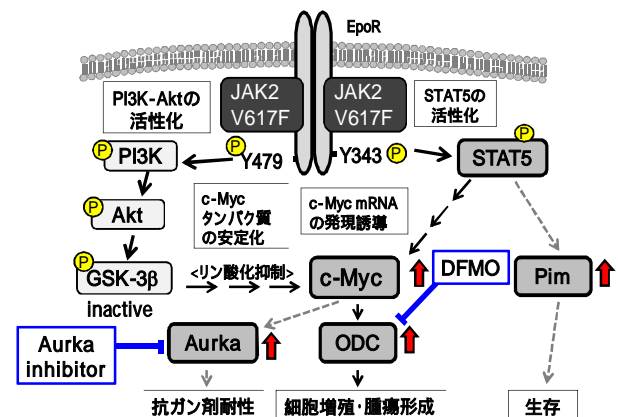 EpoR
PI3K-Aktの
活性化
JAK2
V617F
JAK2
V617F
STAT5の
活性化
P
PI3K
P
Y479
Y343
P
P
STAT5
P
Akt
c-Myc
タンパク質
の安定化
c-Myc mRNA
の発現誘導
P
GSK-3β
inactive
<リン酸化抑制>
c-Myc
DFMO
Pim
Aurka
inhibitor
Aurka
ODC
抗ガン剤耐性
細胞増殖・腫瘍形成
生存